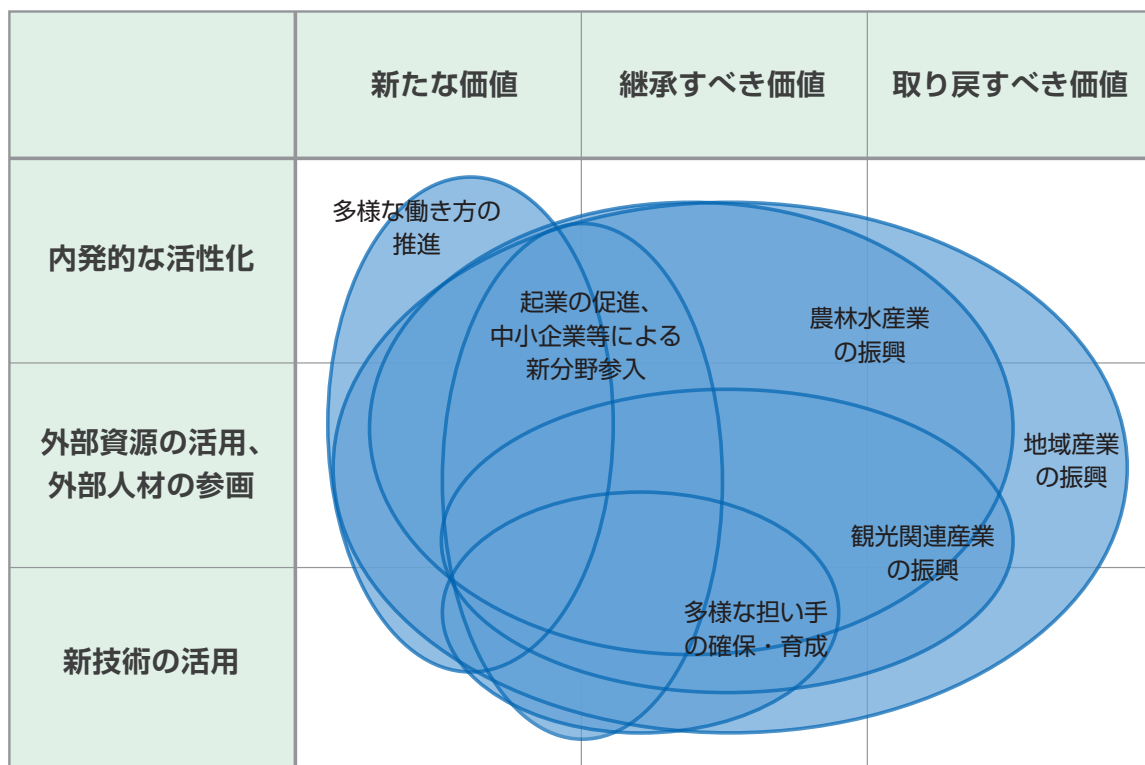 新たな価値
継承すべき価値
取り戻すべき価値
内発的な活性化
多様な働き方の
推進
起業の促進、
中小企業等による
新分野参入
農林水産業
の振興
外部資源の活用、
外部人材の参画
地域産業
の振興
観光関連産業
の振興
新技術の活用
多様な担い手
の確保・育成